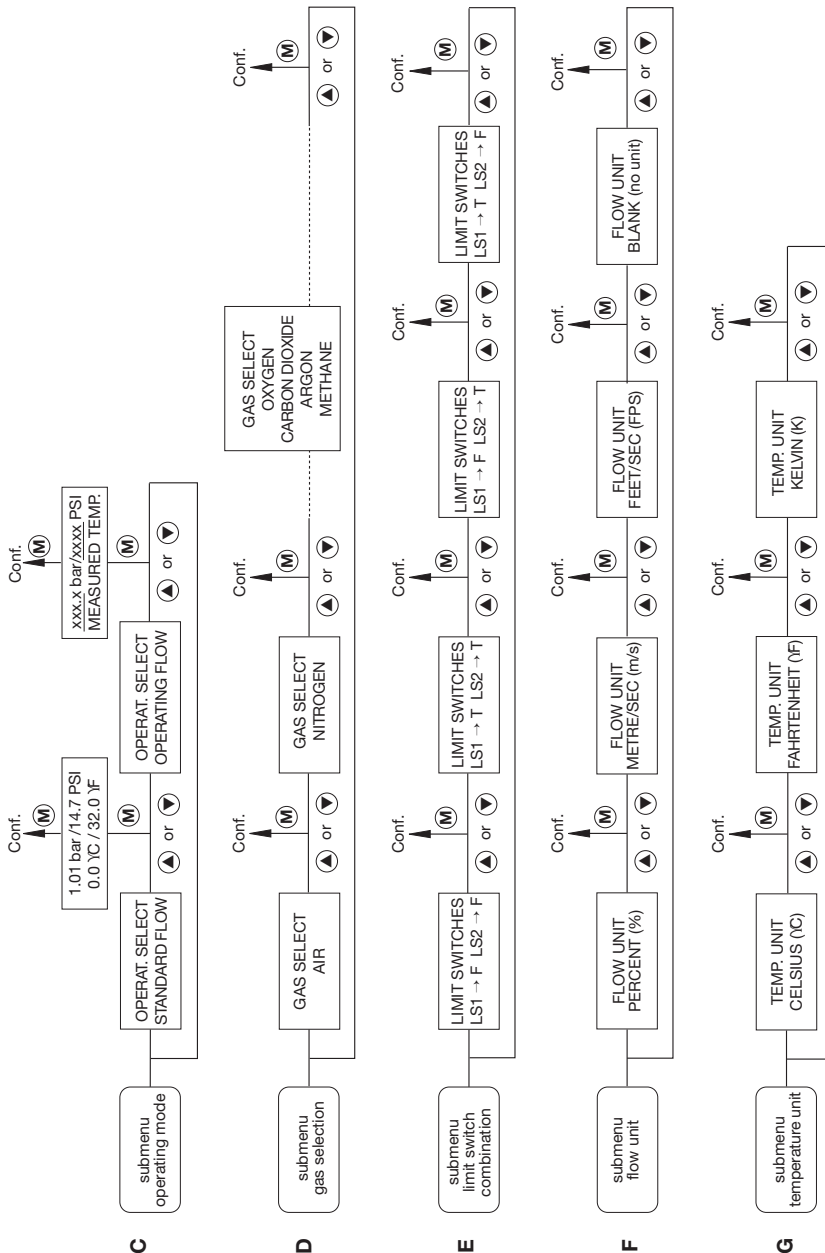 C
submenu
operating mode
OPERAT. SELECT
STANDARD FLOW
▲ or ▼
M
1.01 bar /14.7 PSI
0.0 ϒC / 32.0 ϒF
M
Conf.
OPERAT. SELECT
OPERATING FLOW
▲ or ▼
M
xxx.x bar/xxxx PSI
MEASURED TEMP.
M
Conf.
D
submenu
gas selection
GAS SELECT
AIR
▲ or ▼
M
Conf.
GAS SELECT
NITROGEN
▲ or ▼
M
Conf.
GAS SELECT
OXYGEN
CARBON DIOXIDE
ARGON
METHANE
▲ or ▼
M
Conf.
E
submenu
limit switch
combination
LIMIT SWITCHES
LS1 → F LS2 → F
▲ or ▼
M
Conf.
LIMIT SWITCHES
LS1 → T LS2 → T
▲ or ▼
M
Conf.
LIMIT SWITCHES
LS1 → F LS2 → T
▲ or ▼
M
Conf.
LIMIT SWITCHES
LS1 → T LS2 → F
▲ or ▼
M
Conf.
F
submenu
flow unit
FLOW UNIT
PERCENT (%)
▲ or ▼
M
Conf.
FLOW UNIT
METRE/SEC (m/s)
▲ or ▼
M
Conf.
FLOW UNIT
FEET/SEC (FPS)
▲ or ▼
M
Conf.
FLOW UNIT
BLANK (no unit)
▲ or ▼
M
Conf.
G
submenu
temperature unit
TEMP. UNIT
CELSIUS (ϒC)
▲ or ▼
M
Conf.
TEMP. UNIT
FAHRTENHEIT (ϒF)
▲ or ▼
M
Conf.
TEMP. UNIT
KELVIN (K)
▲ or ▼
M
Conf.